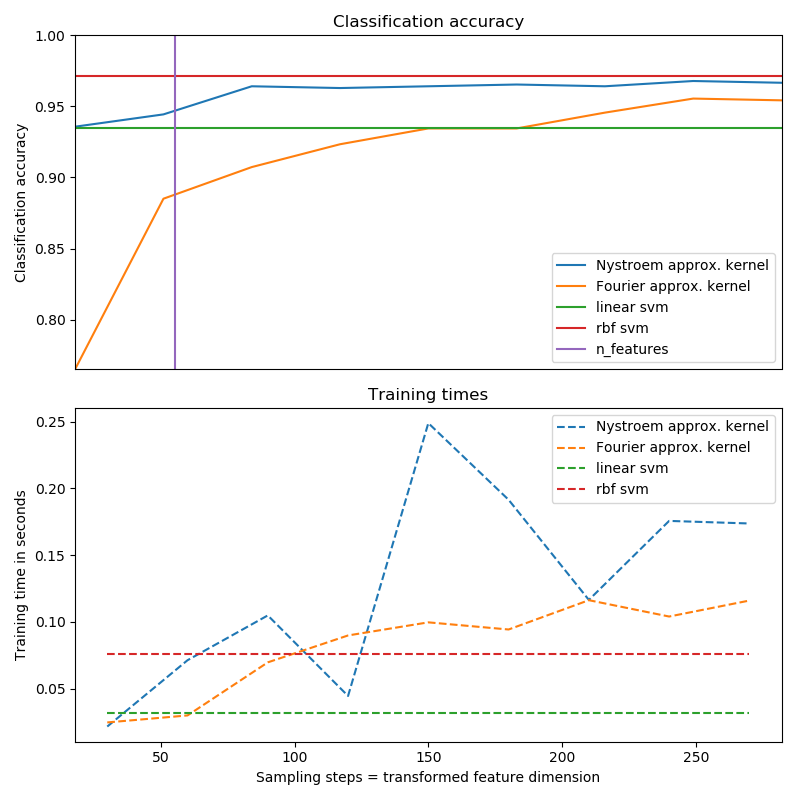 Classification accuracy
1.00
0.95
0.90
0.85
0.80
Classification accuracy
Nystroem approx. kernel
Fourier approx. kernel
linear svm
rbf svm
n_features
Training times
0.25
0.20
0.15
0.10
0.05
Training time in seconds
Nystroem approx. kernel
Fourier approx. kernel
linear svm
rbf svm
50 100 150 200 250
Sampling steps = transformed feature dimension